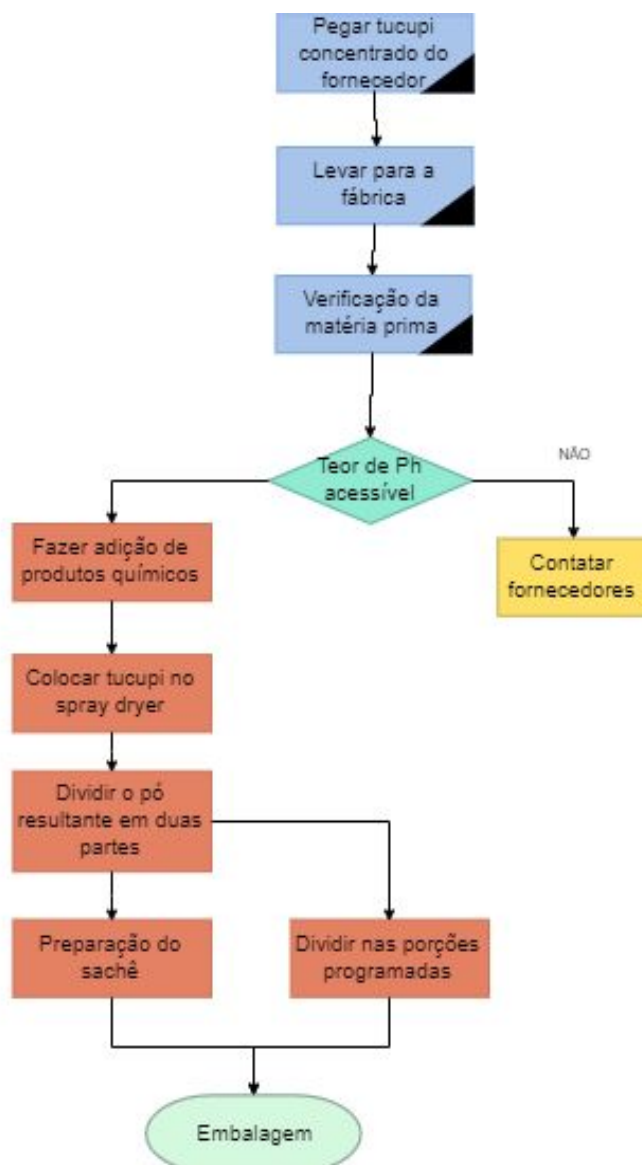 Pegar tucupi
concentrado do
fornecedor
Levar para a
fábrica
Verificação da
matéria prima
Teor de Ph
acessível
NÃO
Fazer adição de
produtos químicos
Contatar
fornecedores
Colocar tucupi no
spray dryer
Dividir o pó
resultante em duas
partes
Preparação do
sachê
Dividir nas porções
programadas
Embalagem